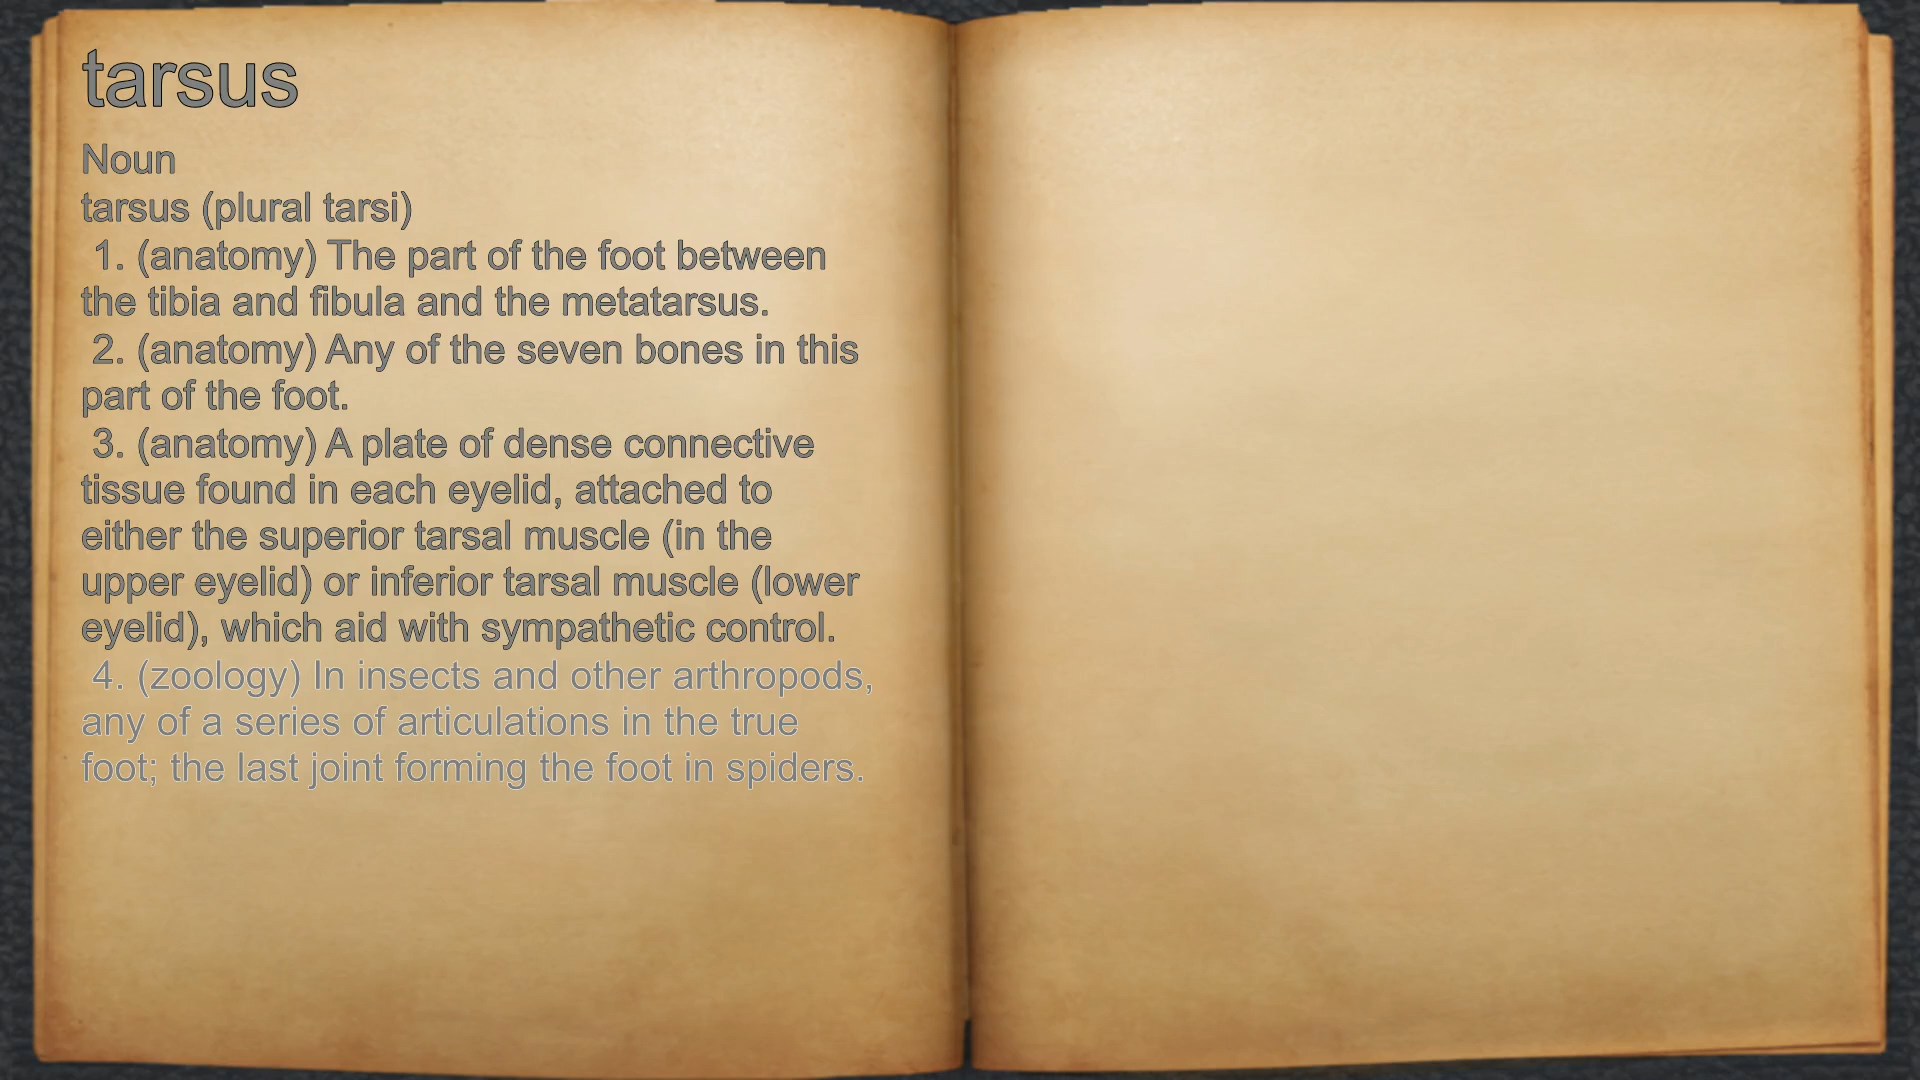 tarsus
Noun
tarsus (plural tarsi)
1. (anatomy) The part of the foot between
the tibia and fibula and the metatarsus.
2. (anatomy) Any of the seven bones in this
part of the foot.
3. (anatomy) A plate of dense connective
tissue found in each eyelid, attached to
either the superior tarsal muscle (in the
upper eyelid) or inferior tarsal muscle (lower
eyelid), which aid with sympathetic control.
4. (zoology) In insects and other arthropods,
any of a series of articulations in the true
foot; the last joint forming the foot in spiders.